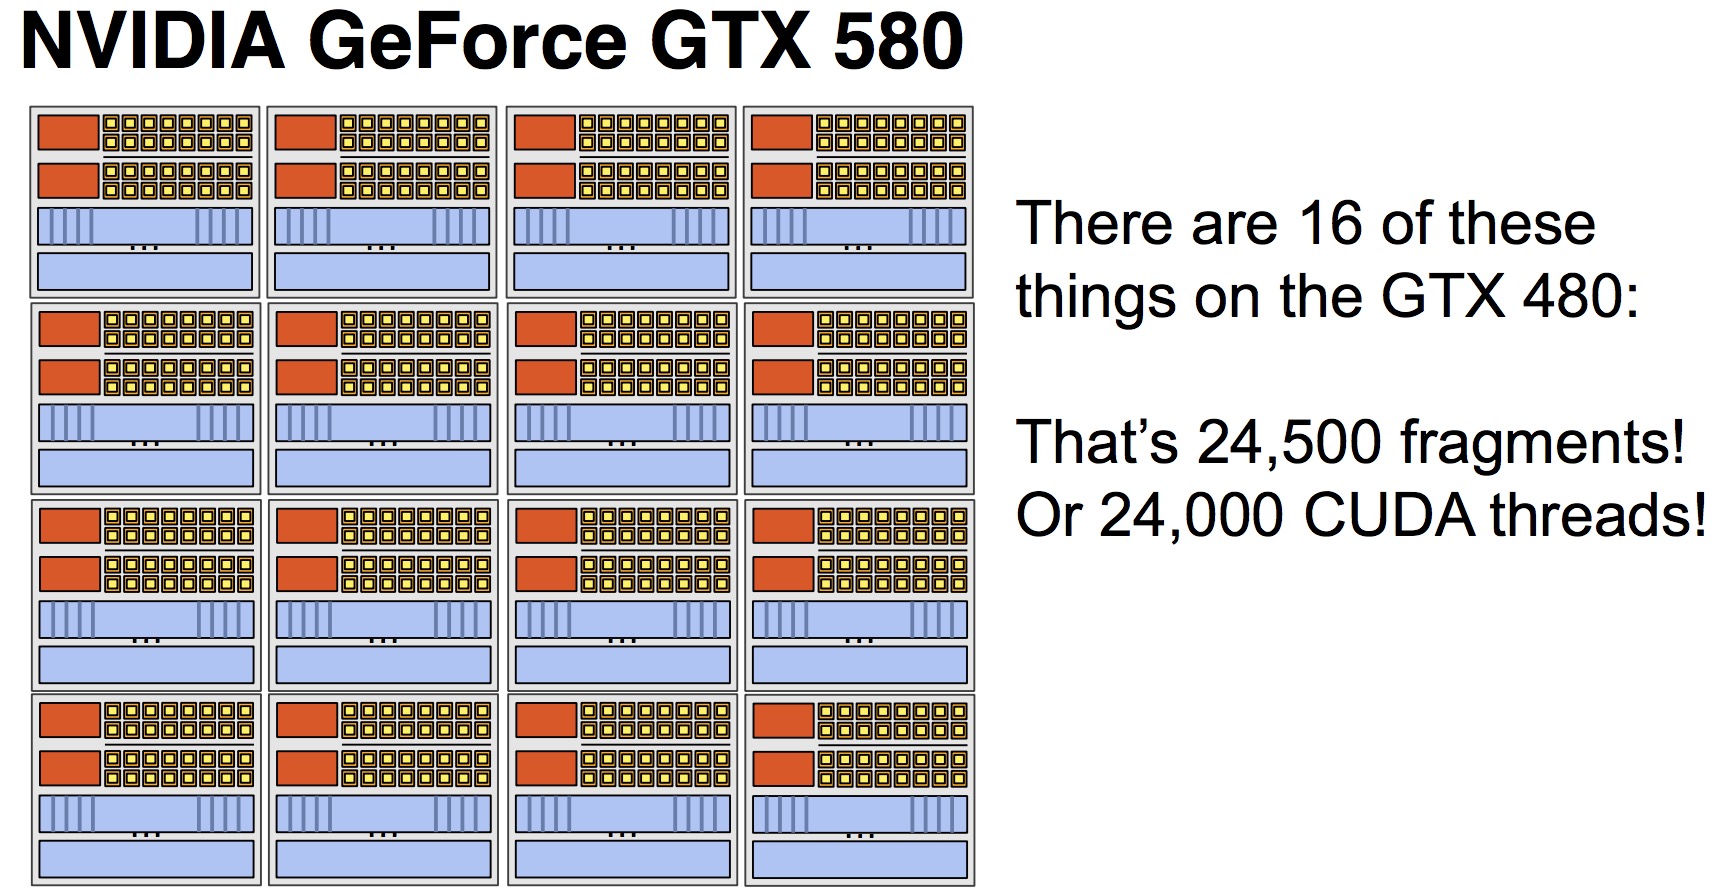 NVIDIA GeForce GTX 580
There are 16 of these
things on the GTX 480:
That’s 24,500 fragments!
Or 24,000 CUDA threads!